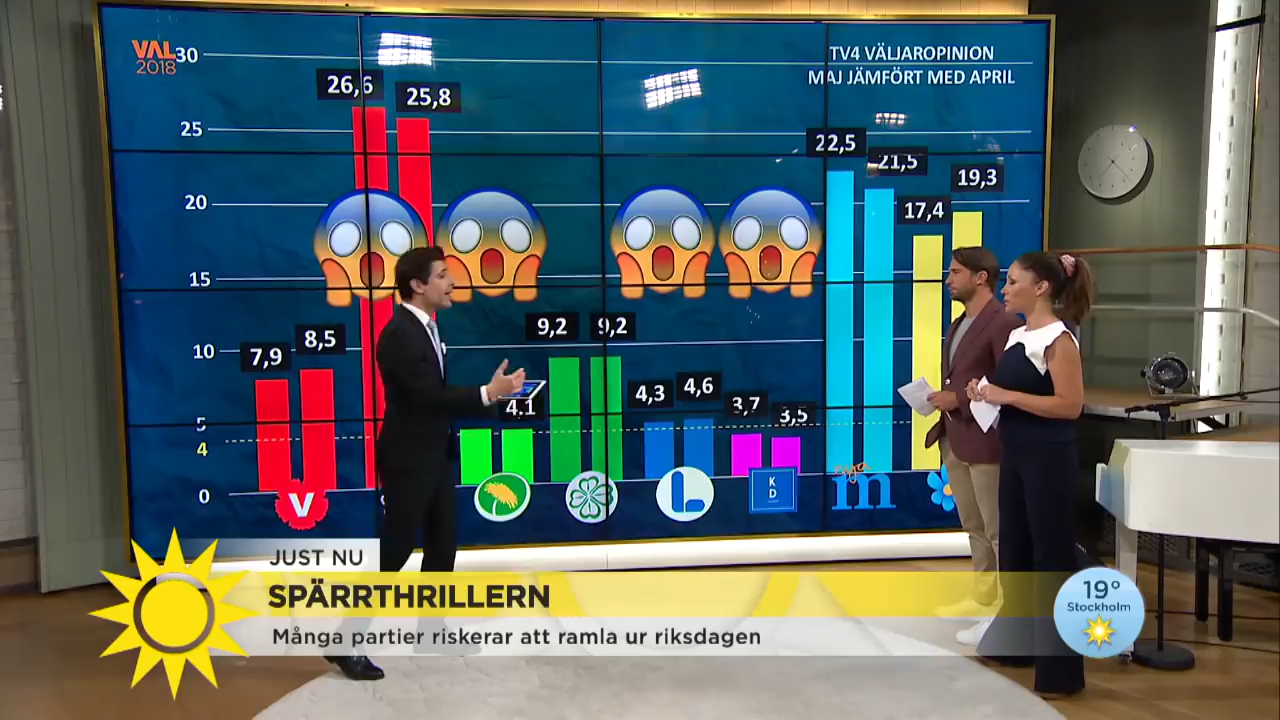 VAL
2018
TV4 VÄLJAROPINION
MAJ JÄMFÖRT MED APRIL
30
25
20
15
10
5
4
0
7,9
8,5
26,6
25,8
4,1
9,2
9,2
4,3
4,6
3,7
3,5
22,5
21,5
17,4
19,3
V
L
K
D
nya
m
JUST NU
SPÄRRTHRILLERN
Många partier riskerar att ramla ur riksdagen
19°
Stockholm